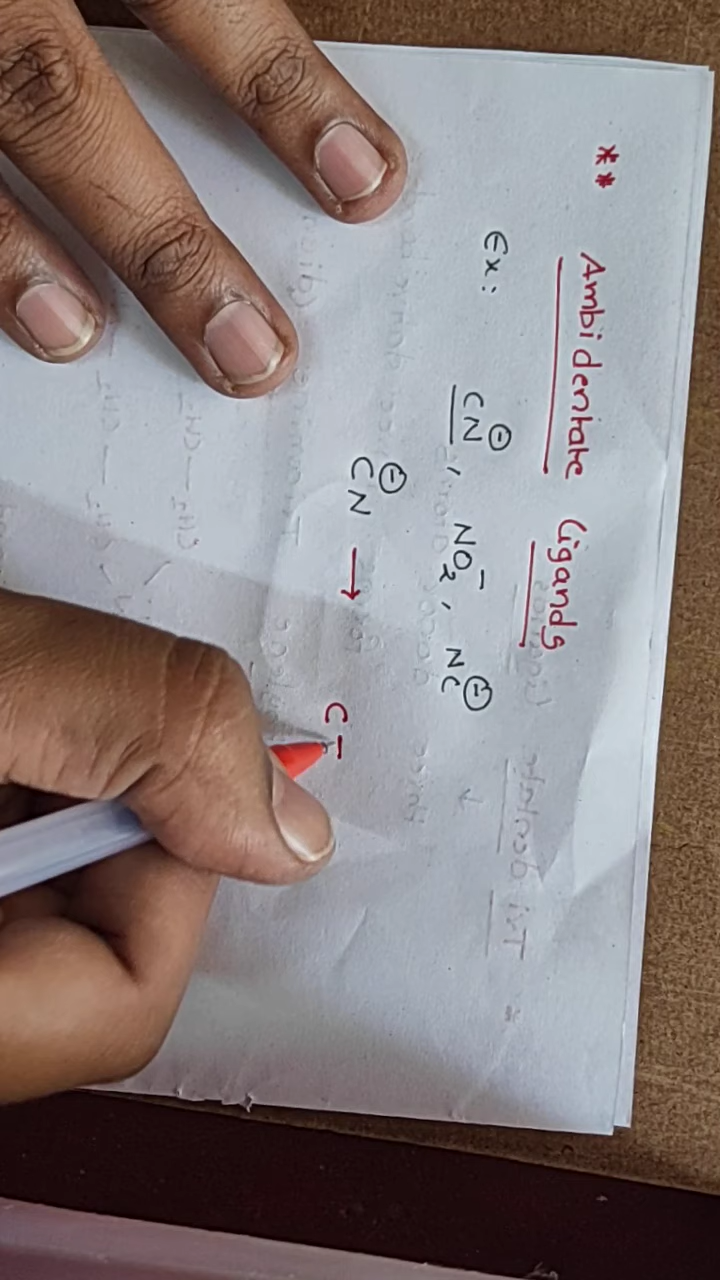 ** Ambidentate ligands
Ex: CN⊖, NO₂⁻, NC⊖
CN⊖ → C-